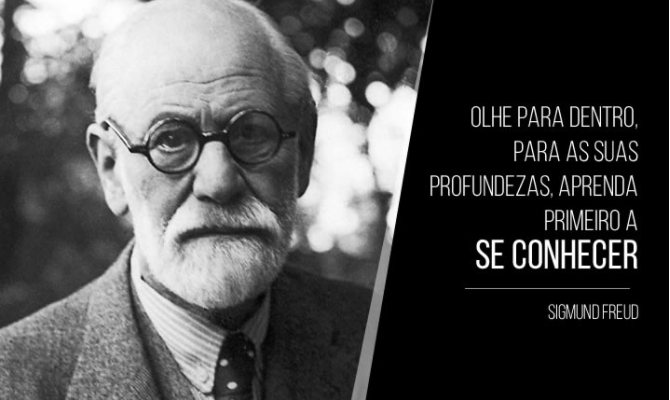 OLHE PARA DENTRO,
PARA AS SUAS
PROFUNDEZAS, APRENDA
PRIMEIRO A
SE CONHECER
SIGMUND FREUD